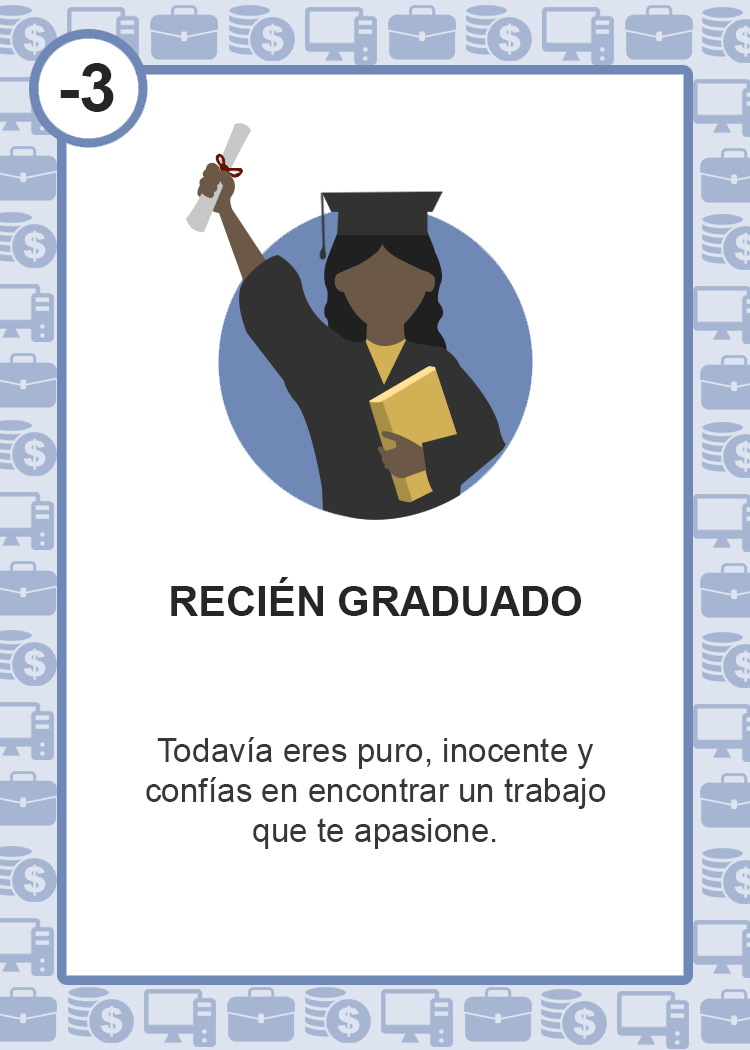 -3
RECIÉN GRADUADO
Todavía eres puro, inocente y
confías en encontrar un trabajo
que te apasione.